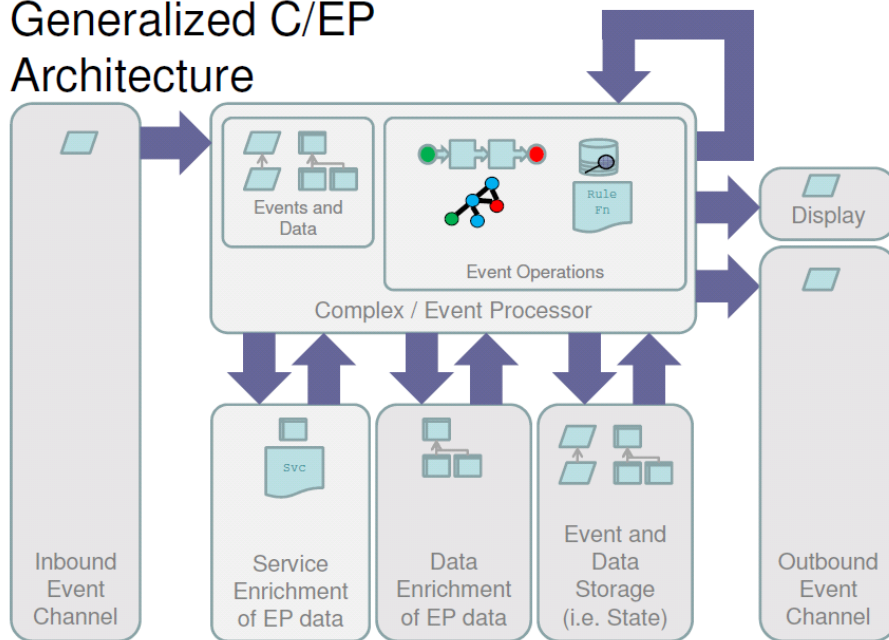 Generalized C/EP
Architecture
Events and
Data
Rule
Fn
Event Operations
Complex / Event Processor
Display
Svc
Inbound
Event
Channel
Service
Enrichment
of EP data
Data
Enrichment
of EP data
Event and
Data
Storage
(i.e. State)
Outbound
Event
Channel